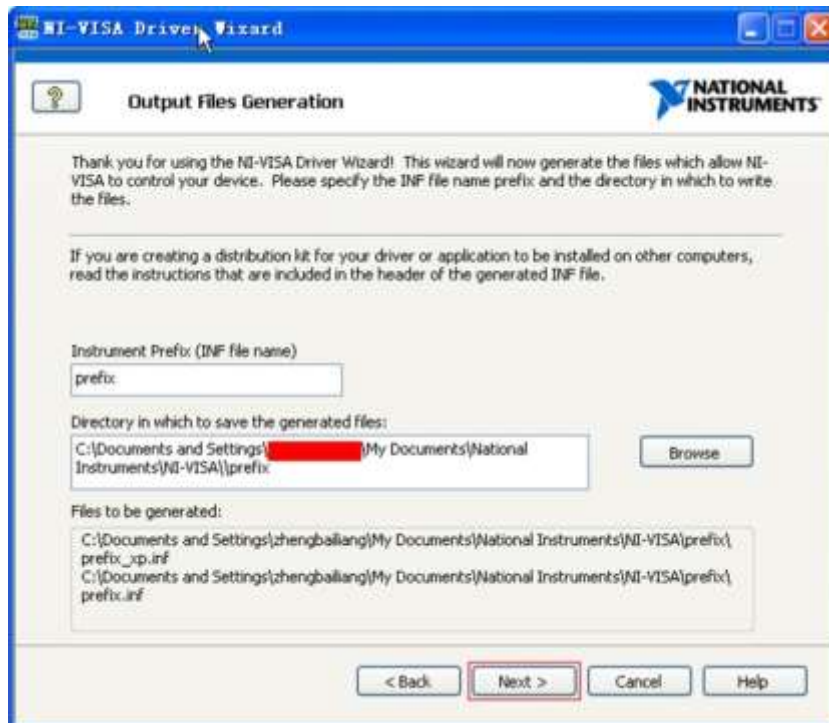 NI-VISA Driver Wizard
Output Files Generation
NATIONAL
INSTRUMENTS
Thank you for using the NI-VISA Driver Wizard! This wizard will now generate the files which allow NI-
VISA to control your device. Please specify the INF file name prefix and the directory in which to write
the files.
If you are creating a distribution kit for your driver or application to be installed on other computers,
read the instructions that are included in the header of the generated INF file.
Instrument Prefix (INF file name)
prefix
Directory in which to save the generated files:
C:\Documents and Settings\ \My Documents\National
Instruments\NI-VISA\\prefix
Browse
Files to be generated:
C:\Documents and Settings\zhengbailiang\My Documents\National Instruments\NI-VISA\prefix\
prefix_xp.inf
C:\Documents and Settings\zhengbailiang\My Documents\National Instruments\NI-VISA\prefix\
prefix.inf
< Back
Next >
Cancel
Help